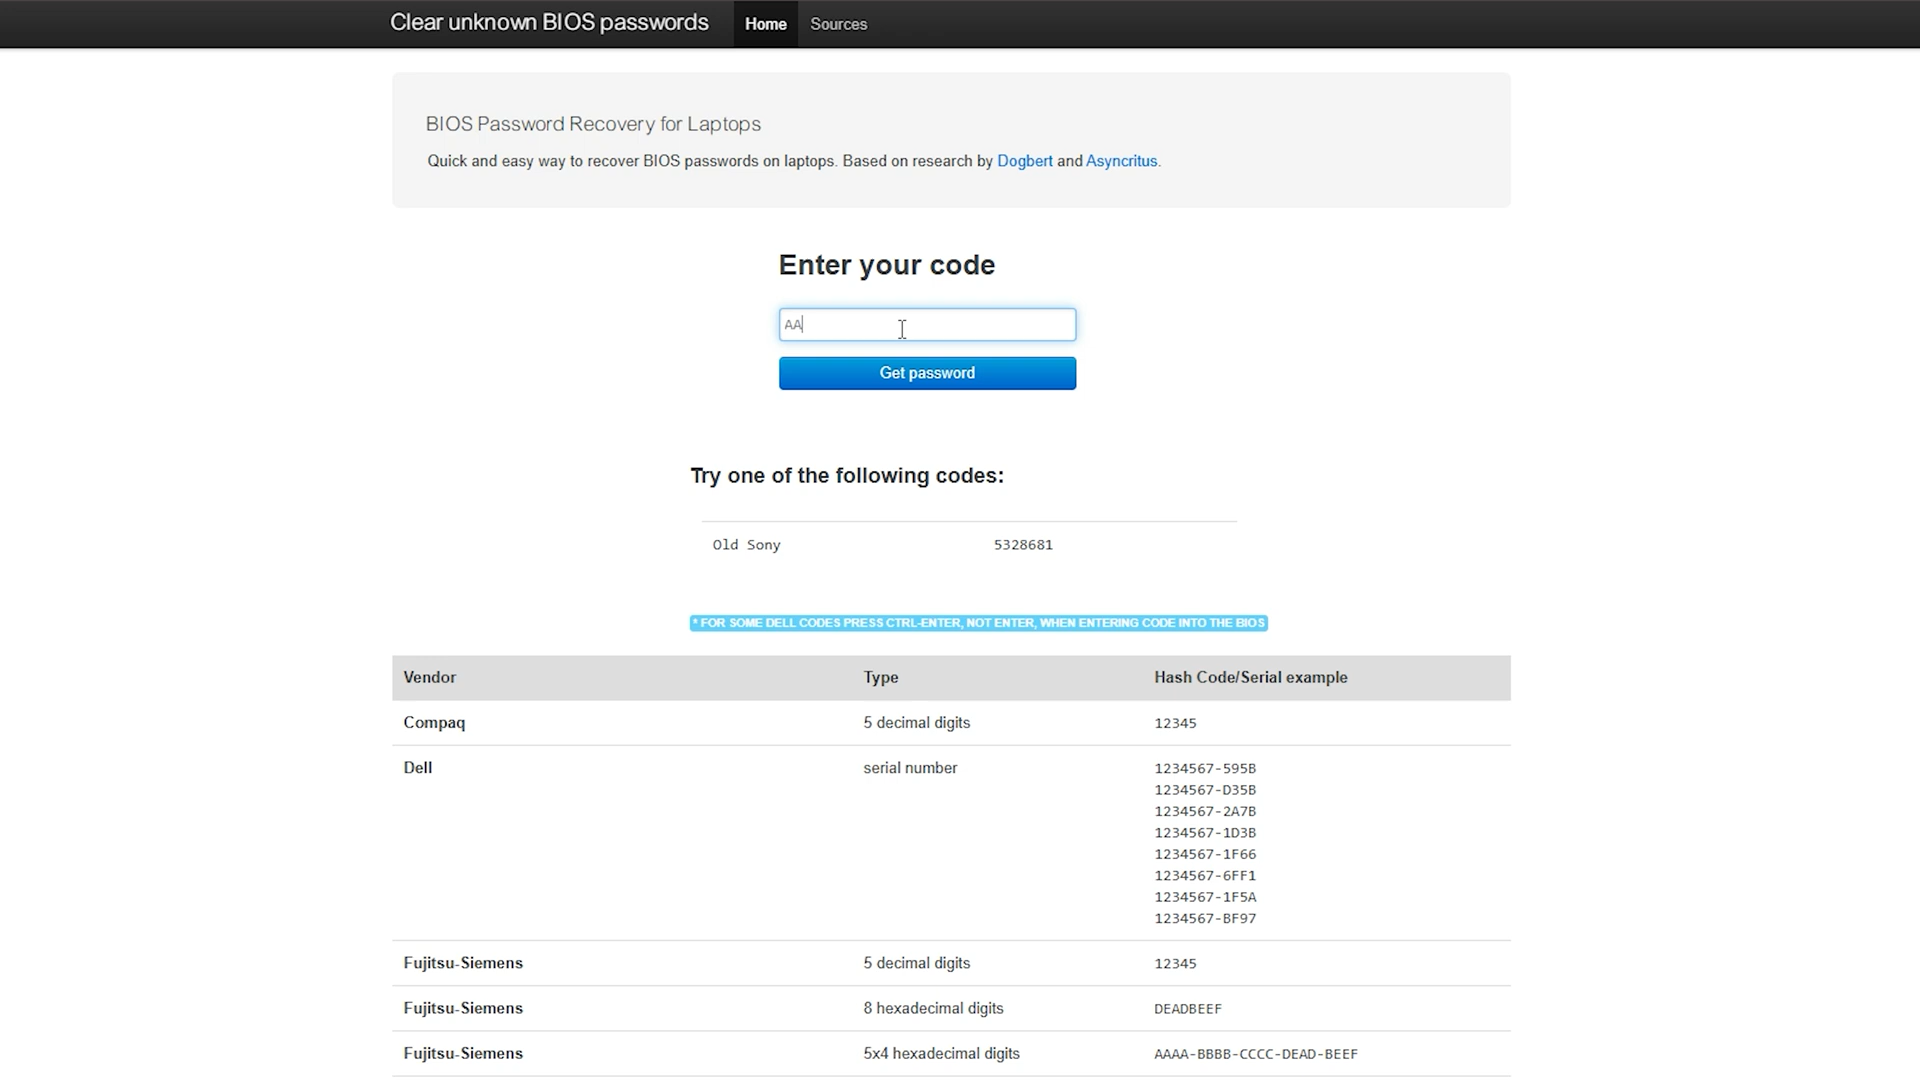 Clear unknown BIOS passwords Home Sources
BIOS Password Recovery for Laptops
Quick and easy way to recover BIOS passwords on laptops. Based on research by Dogbert and Asyncritus.
Enter your code
AA
Get password
Try one of the following codes:
Old Sony 5328681
* FOR SOME DELL CODES PRESS CTRL-ENTER, NOT ENTER, WHEN ENTERING CODE INTO THE BIOS
Vendor Type Hash Code/Serial example
Compaq 5 decimal digits 12345
Dell serial number 1234567-595B
1234567-D35B
1234567-2A7B
1234567-1D3B
1234567-1F66
1234567-6FF1
1234567-1F5A
1234567-BF97
Fujitsu-Siemens 5 decimal digits 12345
Fujitsu-Siemens 8 hexadecimal digits DEADBEEF
Fujitsu-Siemens 5x4 hexadecimal digits AAAA-BBBB-CCCC-DEAD-BEEF